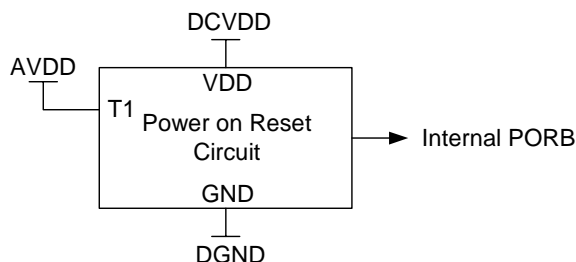 DCVDD
AVDD
VDD
T1
Power on Reset
Circuit
Internal PORB
GND
DGND